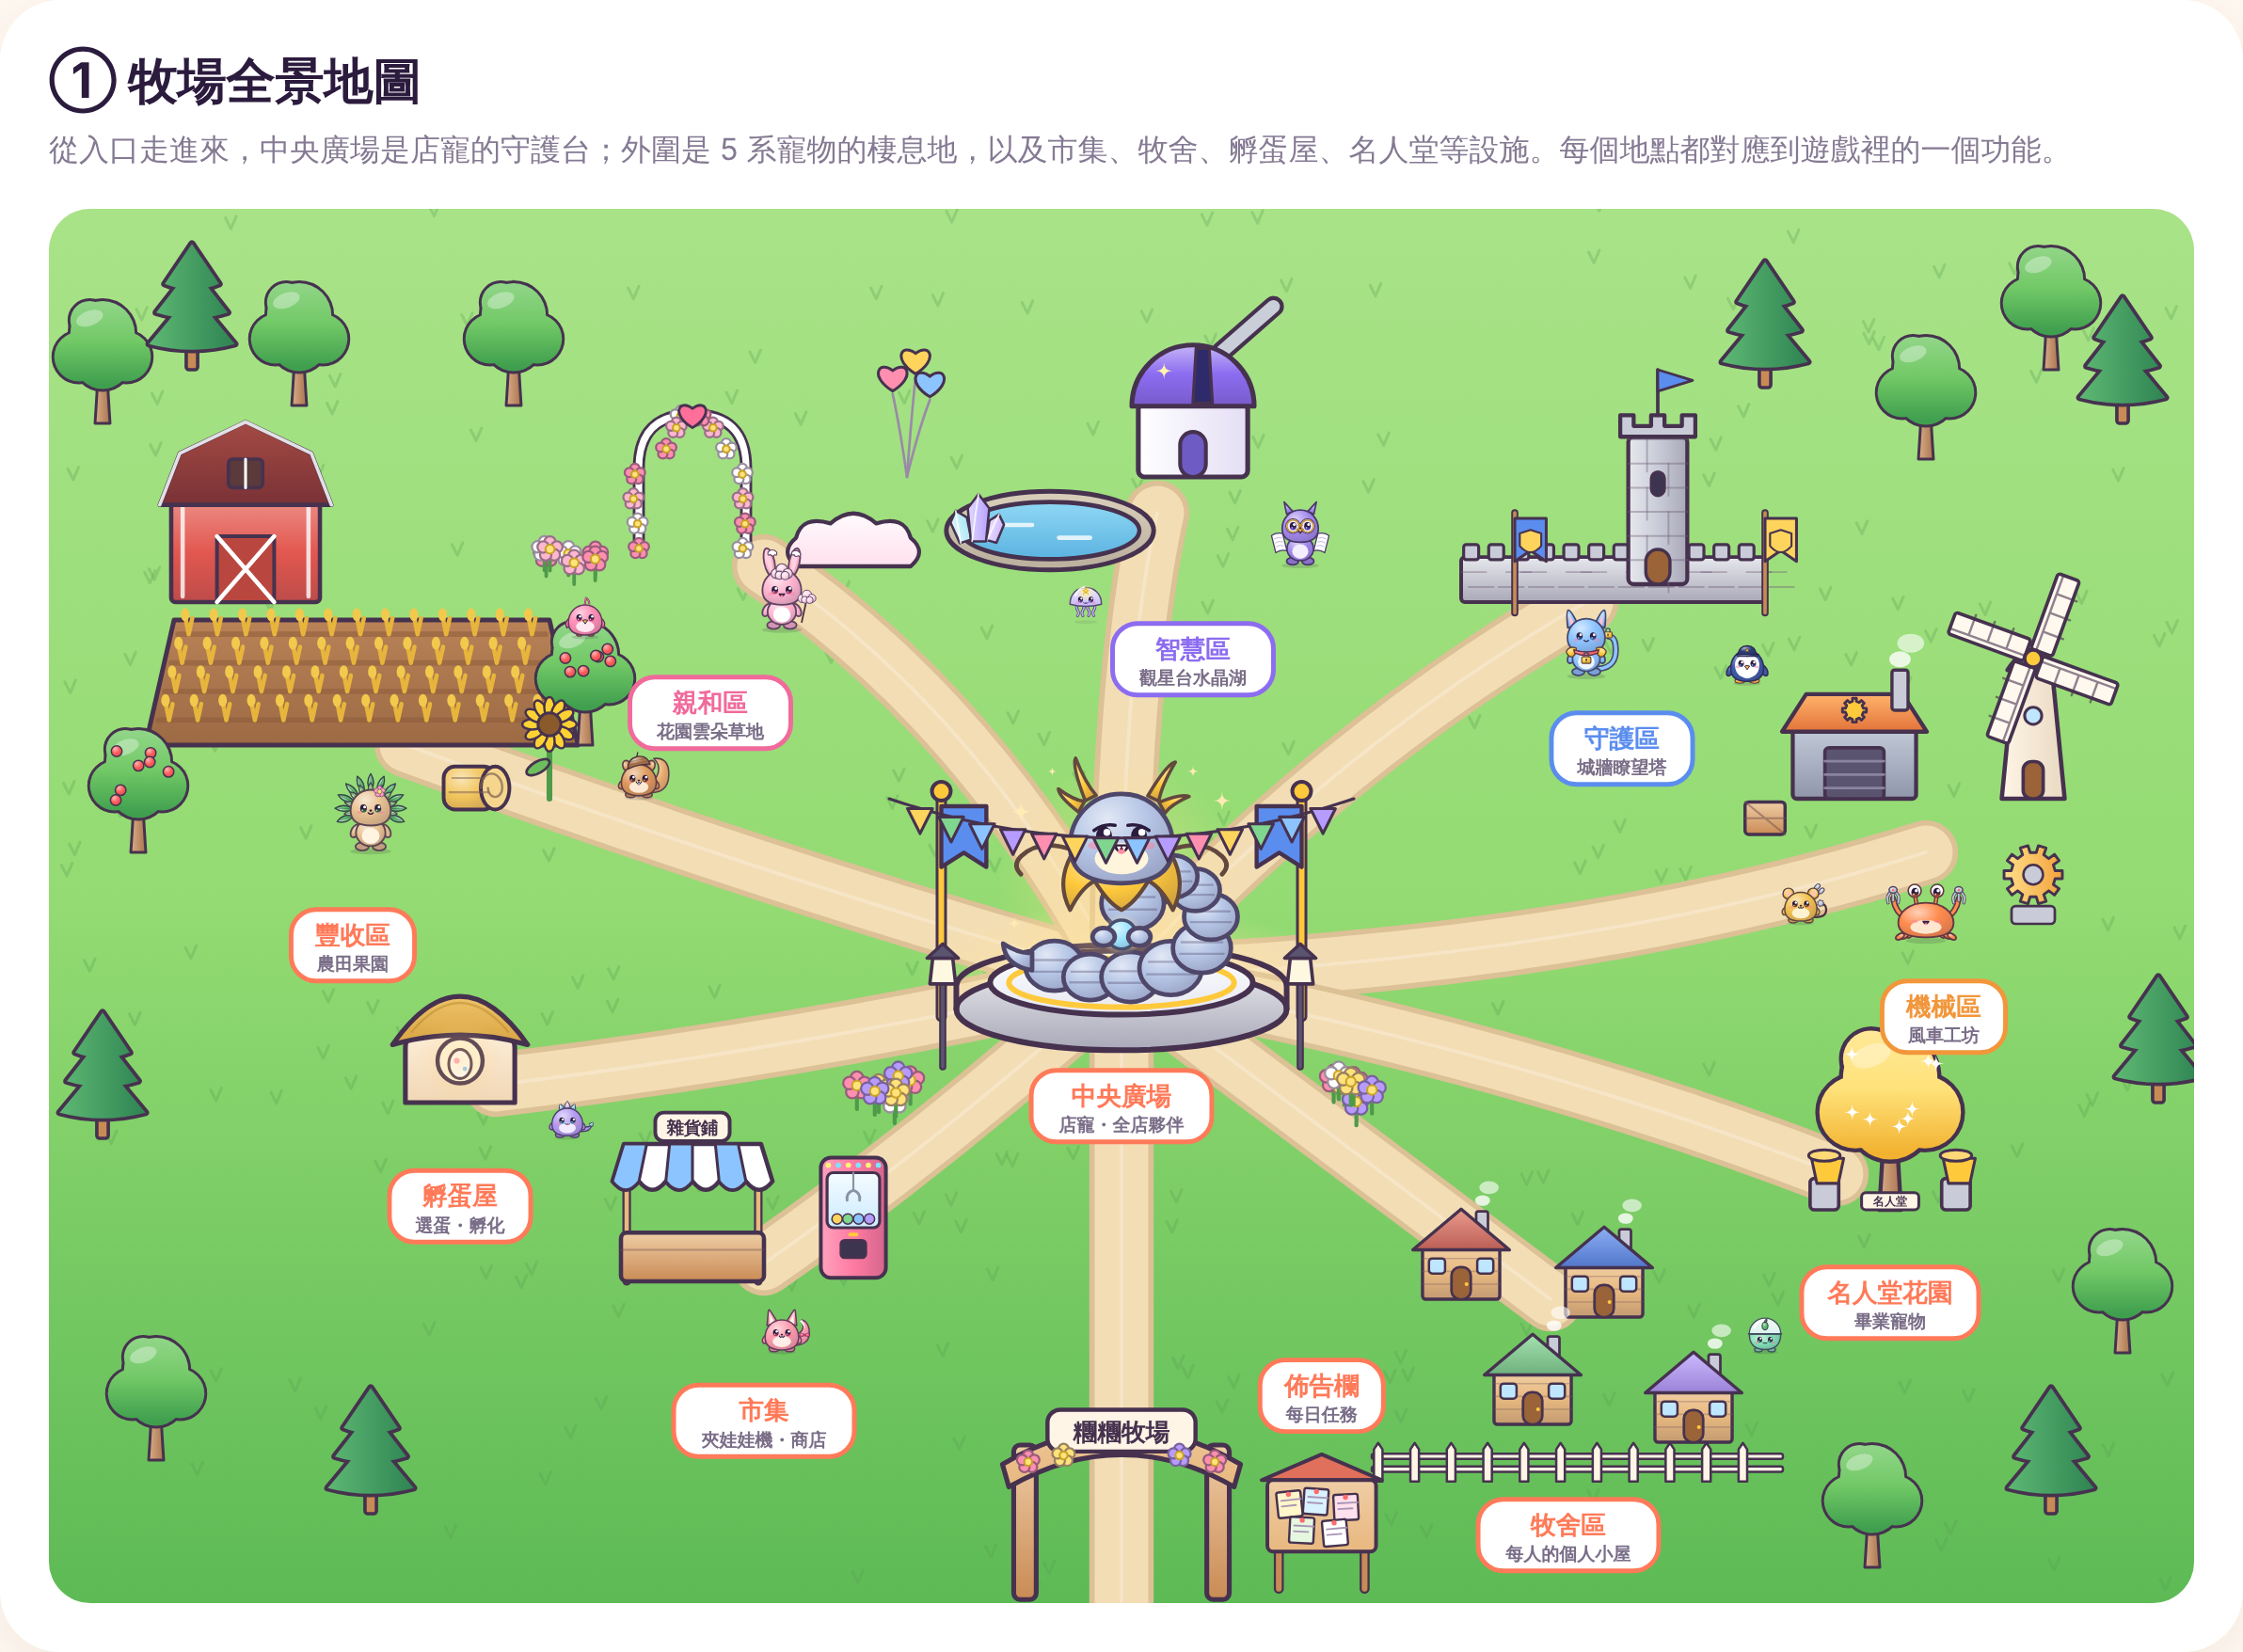 ① 牧場全景地圖
從入口走進來，中央廣場是店寵的守護台；外圍是 5 系寵物的棲息地，以及市集、牧舍、孵蛋屋、名人堂等設施。每個地點都對應到遊戲裡的一個功能。
智慧區
觀星台水晶湖
親和區
花園雲朵草地
守護區
城牆瞭望塔
豐收區
農田果園
機械區
風車工坊
中央廣場
店寵・全店夥伴
雜貨鋪
孵蛋屋
選蛋・孵化
名人堂
名人堂花園
畢業寵物
市集
夾娃娃機・商店
佈告欄
每日任務
糰糰牧場
牧舍區
每人的個人小屋